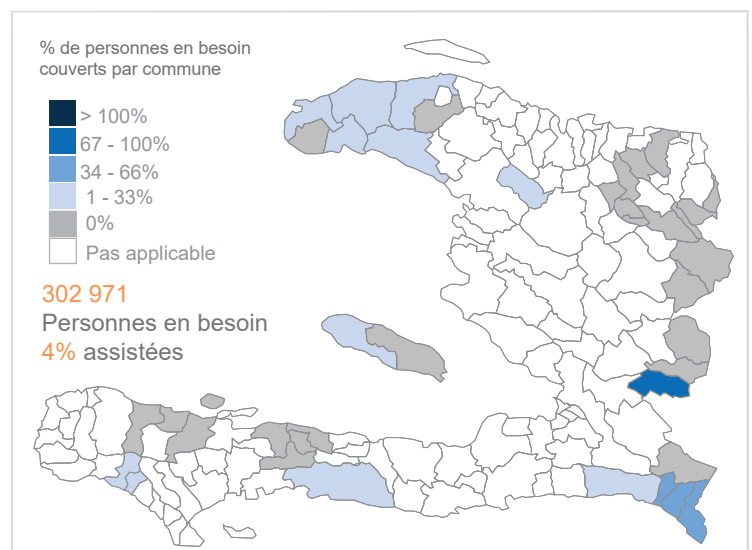 % de personnes en besoin
couverts par commune
> 100%
67 - 100%
34 - 66%
1 - 33%
0%
Pas applicable
302 971
Personnes en besoin
4% assistées